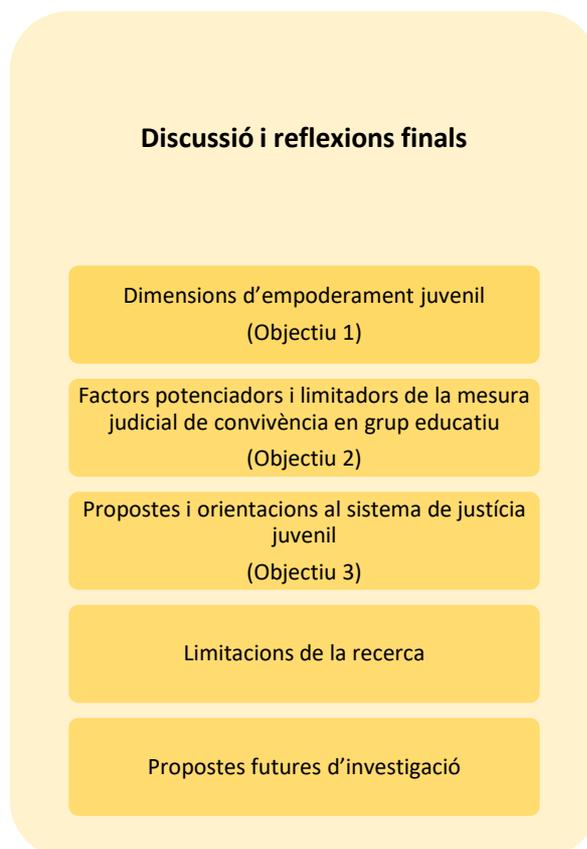 Discussió i reflexions finals
Dimensions d'empoderament juvenil
(Objectiu 1)
Factors potenciadors i limitadors de la mesura
judicial de convivència en grup educatiu
(Objectiu 2)
Propostes i orientacions al sistema de justícia
juvenil
(Objectiu 3)
Limitacions de la recerca
Propostes futures d'investigació